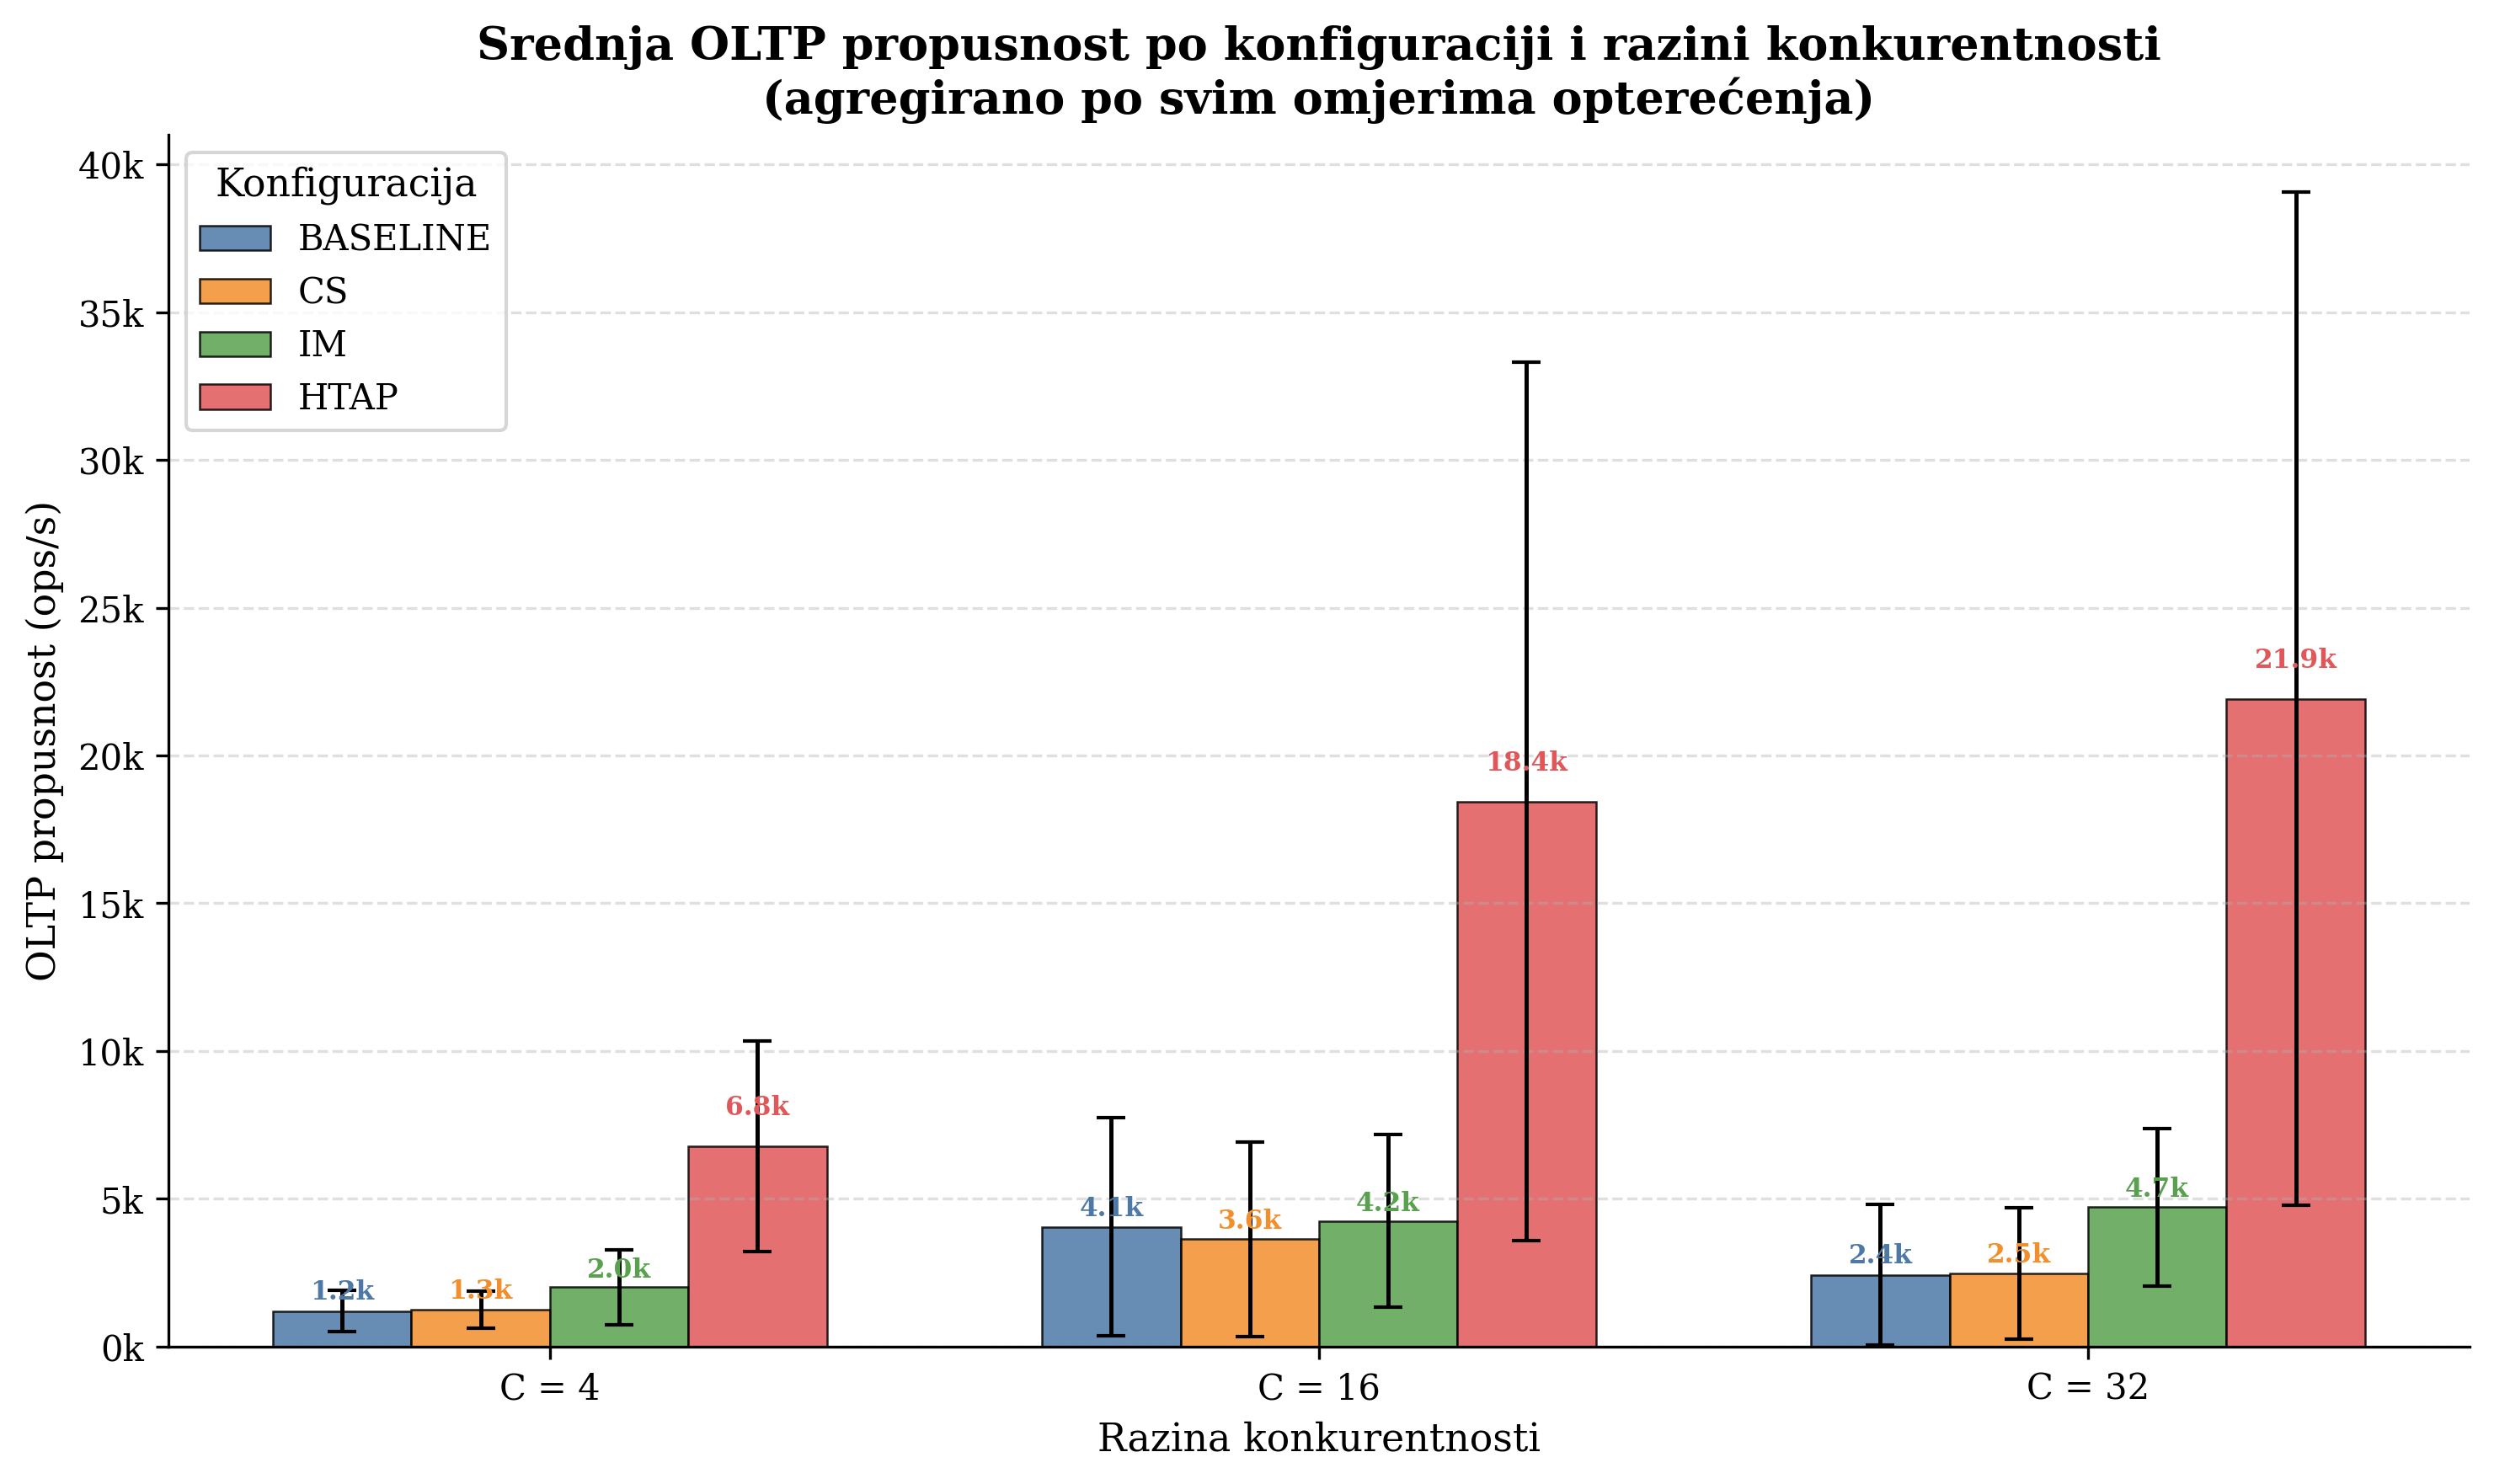 Srednja OLTP propusnost po konfiguraciji i razini konkurentnosti
(agregirano po svim omjerima opterećenja)
OLTP propusnost (ops/s)
40k
35k
30k
25k
20k
15k
10k
5k
0k
Konfiguracija
BASELINE
CS
IM
HTAP
1.2k
1.3k
2.0k
6.8k
4.1k
3.6k
4.2k
18.4k
2.4k
2.5k
4.7k
21.9k
C = 4
C = 16
C = 32
Razina konkurentnosti